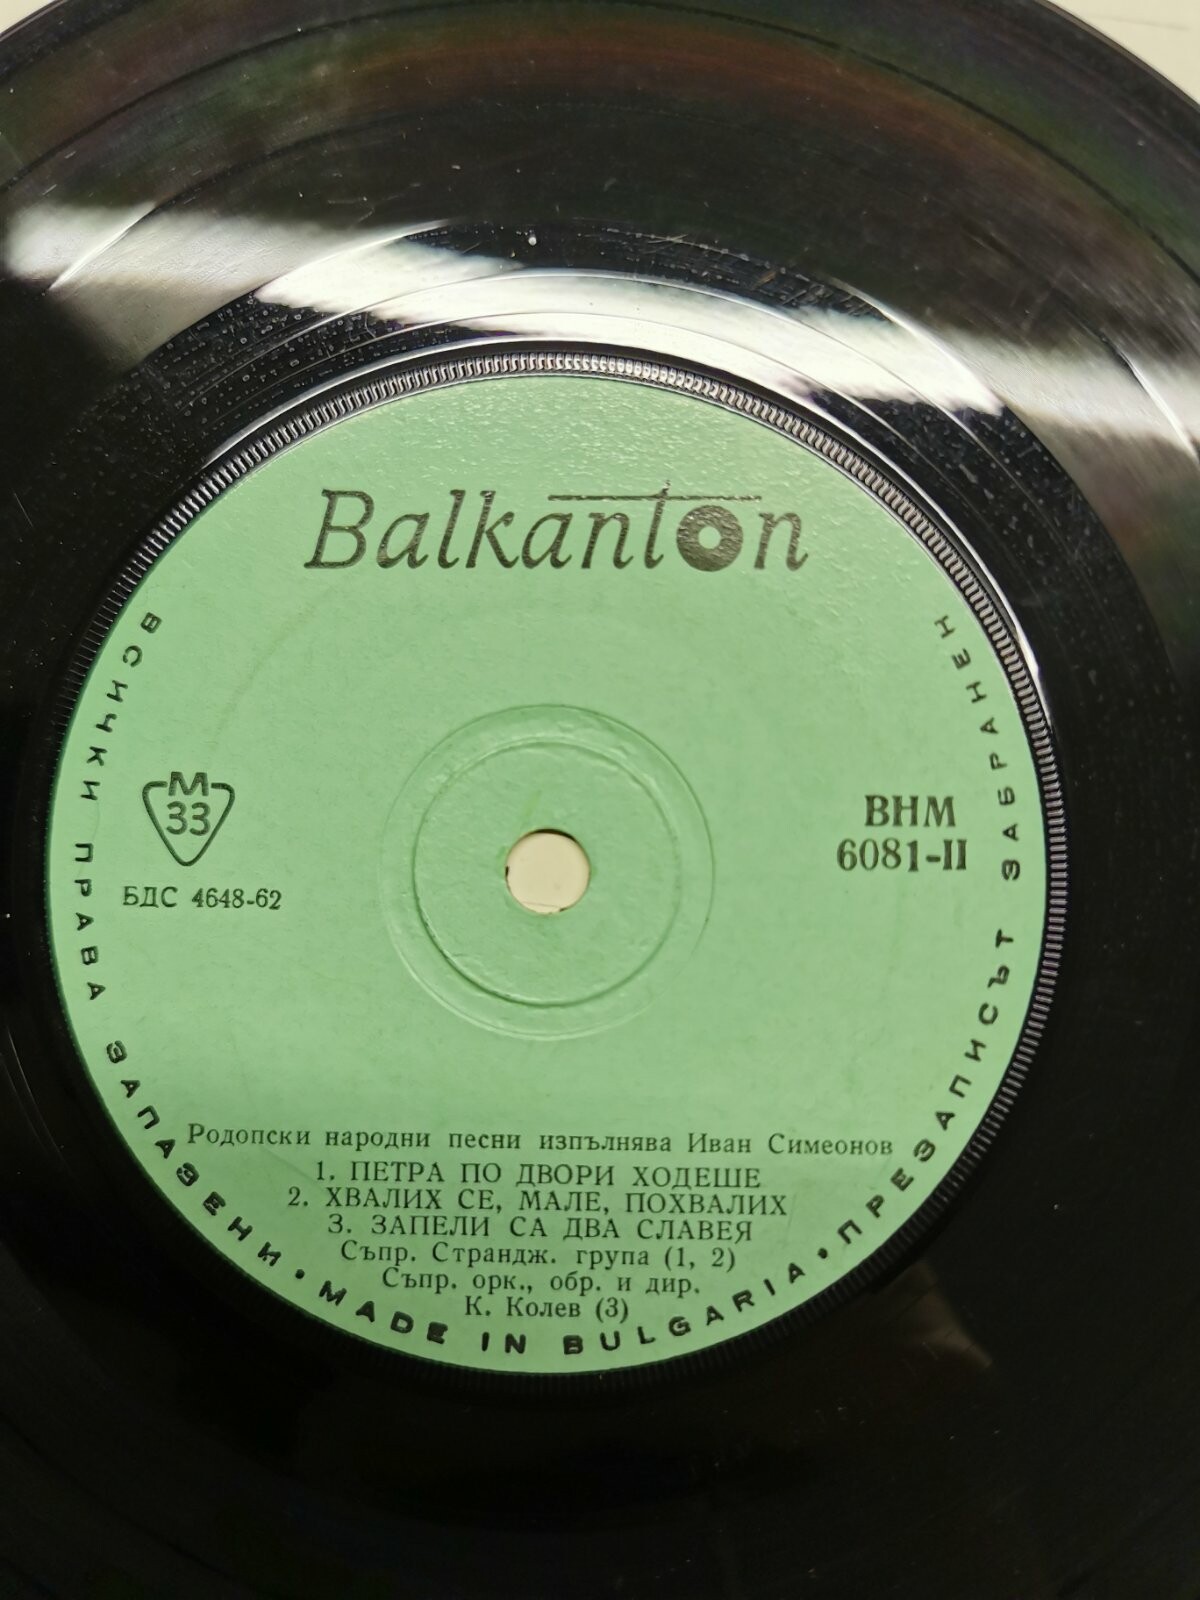 Balkanton
М
33
БДС 4648-62
ВНМ
6081-II
Родопски народни песни изпълнява Иван Симеонов
1. ПЕТРА ПО ДВОРИ ХОДЕШЕ
2. ХВАЛИХ СЕ, МАЛЕ, ПОХВАЛИХ
3. ЗАПЕЛИ СА ДВА СЛАВЕЯ
Съпр. Странdж. група (1, 2)
Съпр. орк., обр. и дир.
К. Колев (3)
ВСИЧКИ ПРАВА ЗАПАЗЕНИ • MADE IN BULGARIA • ПРЕЗАПИСЪТ ЗАБРАНЕН